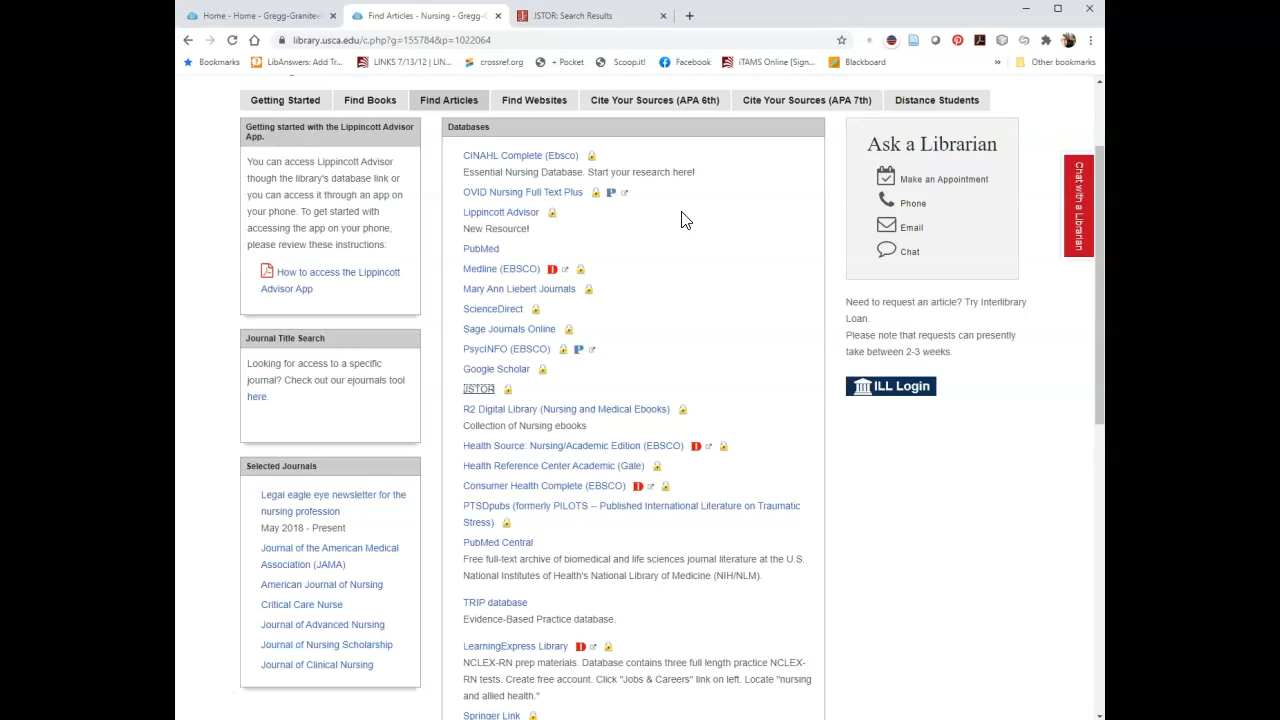 Home - Home - Gregg-Granitev
Find Articles - Nursing - Gregg-G
JSTOR: Search Results
library.usca.edu/c.php?g=155784&p=1022064
Bookmarks
LibAnswers: Add Tr...
LINKS 7/13/12 | LIN...
crossref.org
+ Pocket
Scoop.it!
Facebook
iTAMS Online [Sign...
Blackboard
»
Other bookmarks
Getting Started
Find Books
Find Articles
Find Websites
Cite Your Sources (APA 6th)
Cite Your Sources (APA 7th)
Distance Students
Getting started with the Lippincott Advisor
App.
You can access Lippincott Advisor
though the library's database link or
you can access it through an app on
your phone. To get started with
accessing the app on your phone,
please review these instructions:
How to access the Lippincott
Advisor App
Journal Title Search
Looking for access to a specific
journal? Check out our ejournals tool
here.
Selected Journals
Legal eagle eye newsletter for the
nursing profession
May 2018 - Present
Journal of the American Medical
Association (JAMA)
American Journal of Nursing
Critical Care Nurse
Journal of Advanced Nursing
Journal of Nursing Scholarship
Journal of Clinical Nursing
Databases
CINAHL Complete (Ebsco)
Essential Nursing Database. Start your research here!
OVID Nursing Full Text Plus
Lippincott Advisor
New Resource!
PubMed
Medline (EBSCO)
Mary Ann Liebert Journals
ScienceDirect
Sage Journals Online
PsycINFO (EBSCO)
Google Scholar
JSTOR
R2 Digital Library (Nursing and Medical Ebooks)
Collection of Nursing ebooks
Health Source: Nursing/Academic Edition (EBSCO)
Health Reference Center Academic (Gale)
Consumer Health Complete (EBSCO)
PTSDpubs (formerly PILOTS -- Published International Literature on Traumatic
Stress)
PubMed Central
Free full-text archive of biomedical and life sciences journal literature at the U.S.
National Institutes of Health's National Library of Medicine (NIH/NLM).
TRIP database
Evidence-Based Practice database.
LearningExpress Library
NCLEX-RN prep materials. Database contains three full length practice NCLEX-
RN tests. Create free account. Click "Jobs & Careers" link on left. Locate "nursing
and allied health."
Springer Link
Ask a Librarian
Make an Appointment
Phone
Email
Chat
Need to request an article? Try Interlibrary
Loan.
Please note that requests can presently
take between 2-3 weeks.
ILL Login
Chat with a Librarian